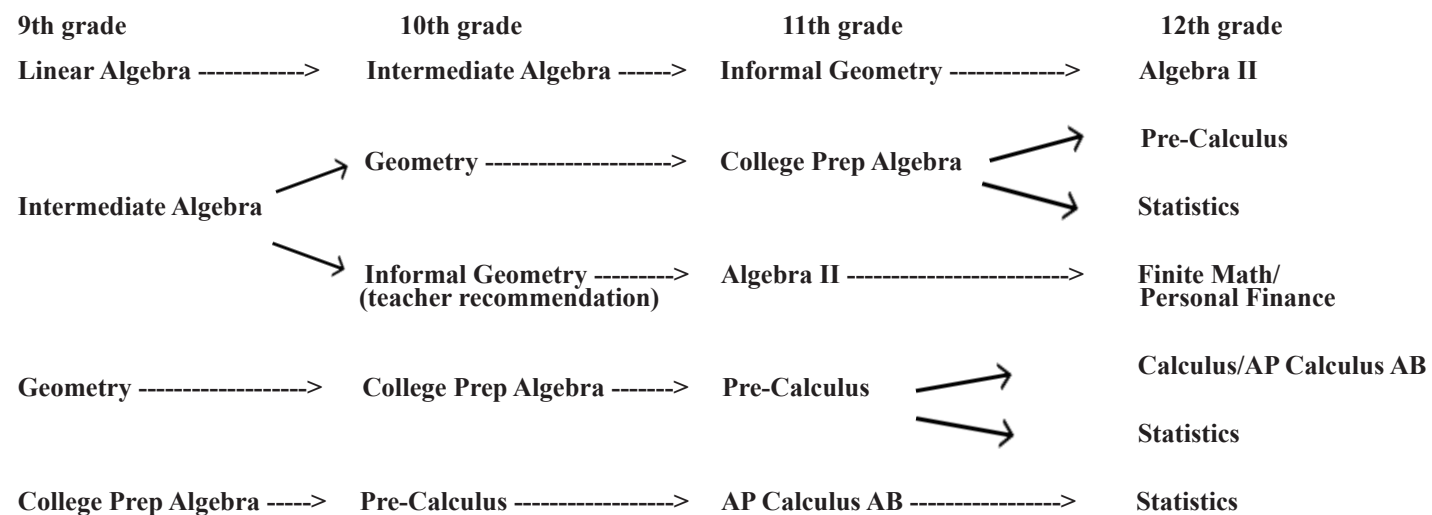 9th grade 10th grade 11th grade 12th grade
Linear Algebra ------------> Intermediate Algebra ------> Informal Geometry -------------> Algebra II
Pre-Calculus
Geometry ---------------------> College Prep Algebra
Intermediate Algebra Statistics
Informal Geometry ---------> Algebra II -------------------------> Finite Math/
(teacher recommendation) Personal Finance
Calculus/AP Calculus AB
Geometry -------------------> College Prep Algebra -------> Pre-Calculus
Statistics
College Prep Algebra -----> Pre-Calculus ------------------> AP Calculus AB -----------------> Statistics